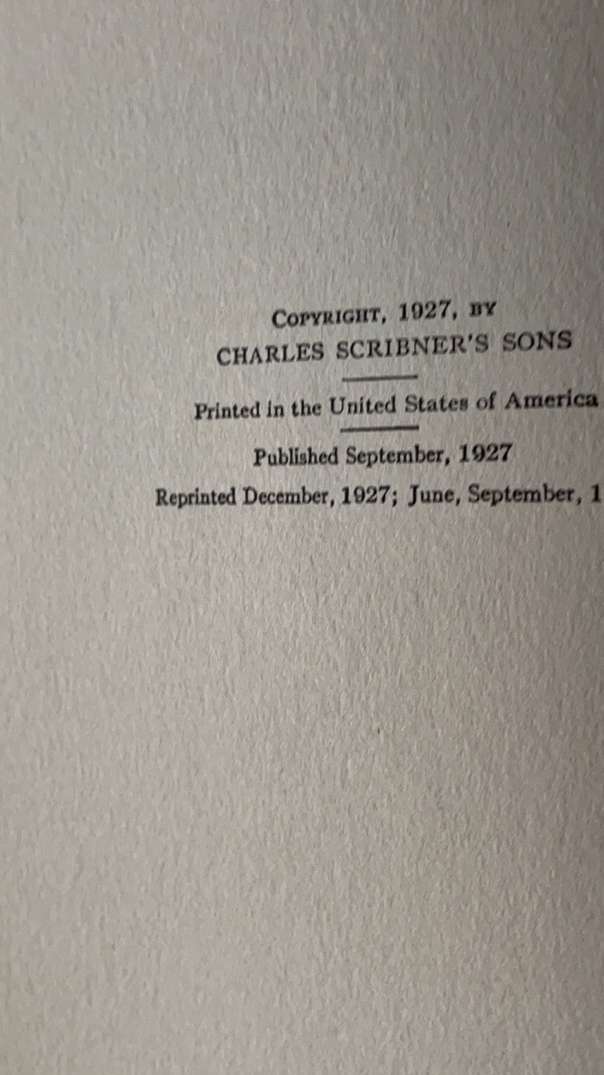 COPYRIGHT, 1927, BY
CHARLES SCRIBNER'S SONS
Printed in the United States of America
Published September, 1927
Reprinted December, 1927; June, September, 1